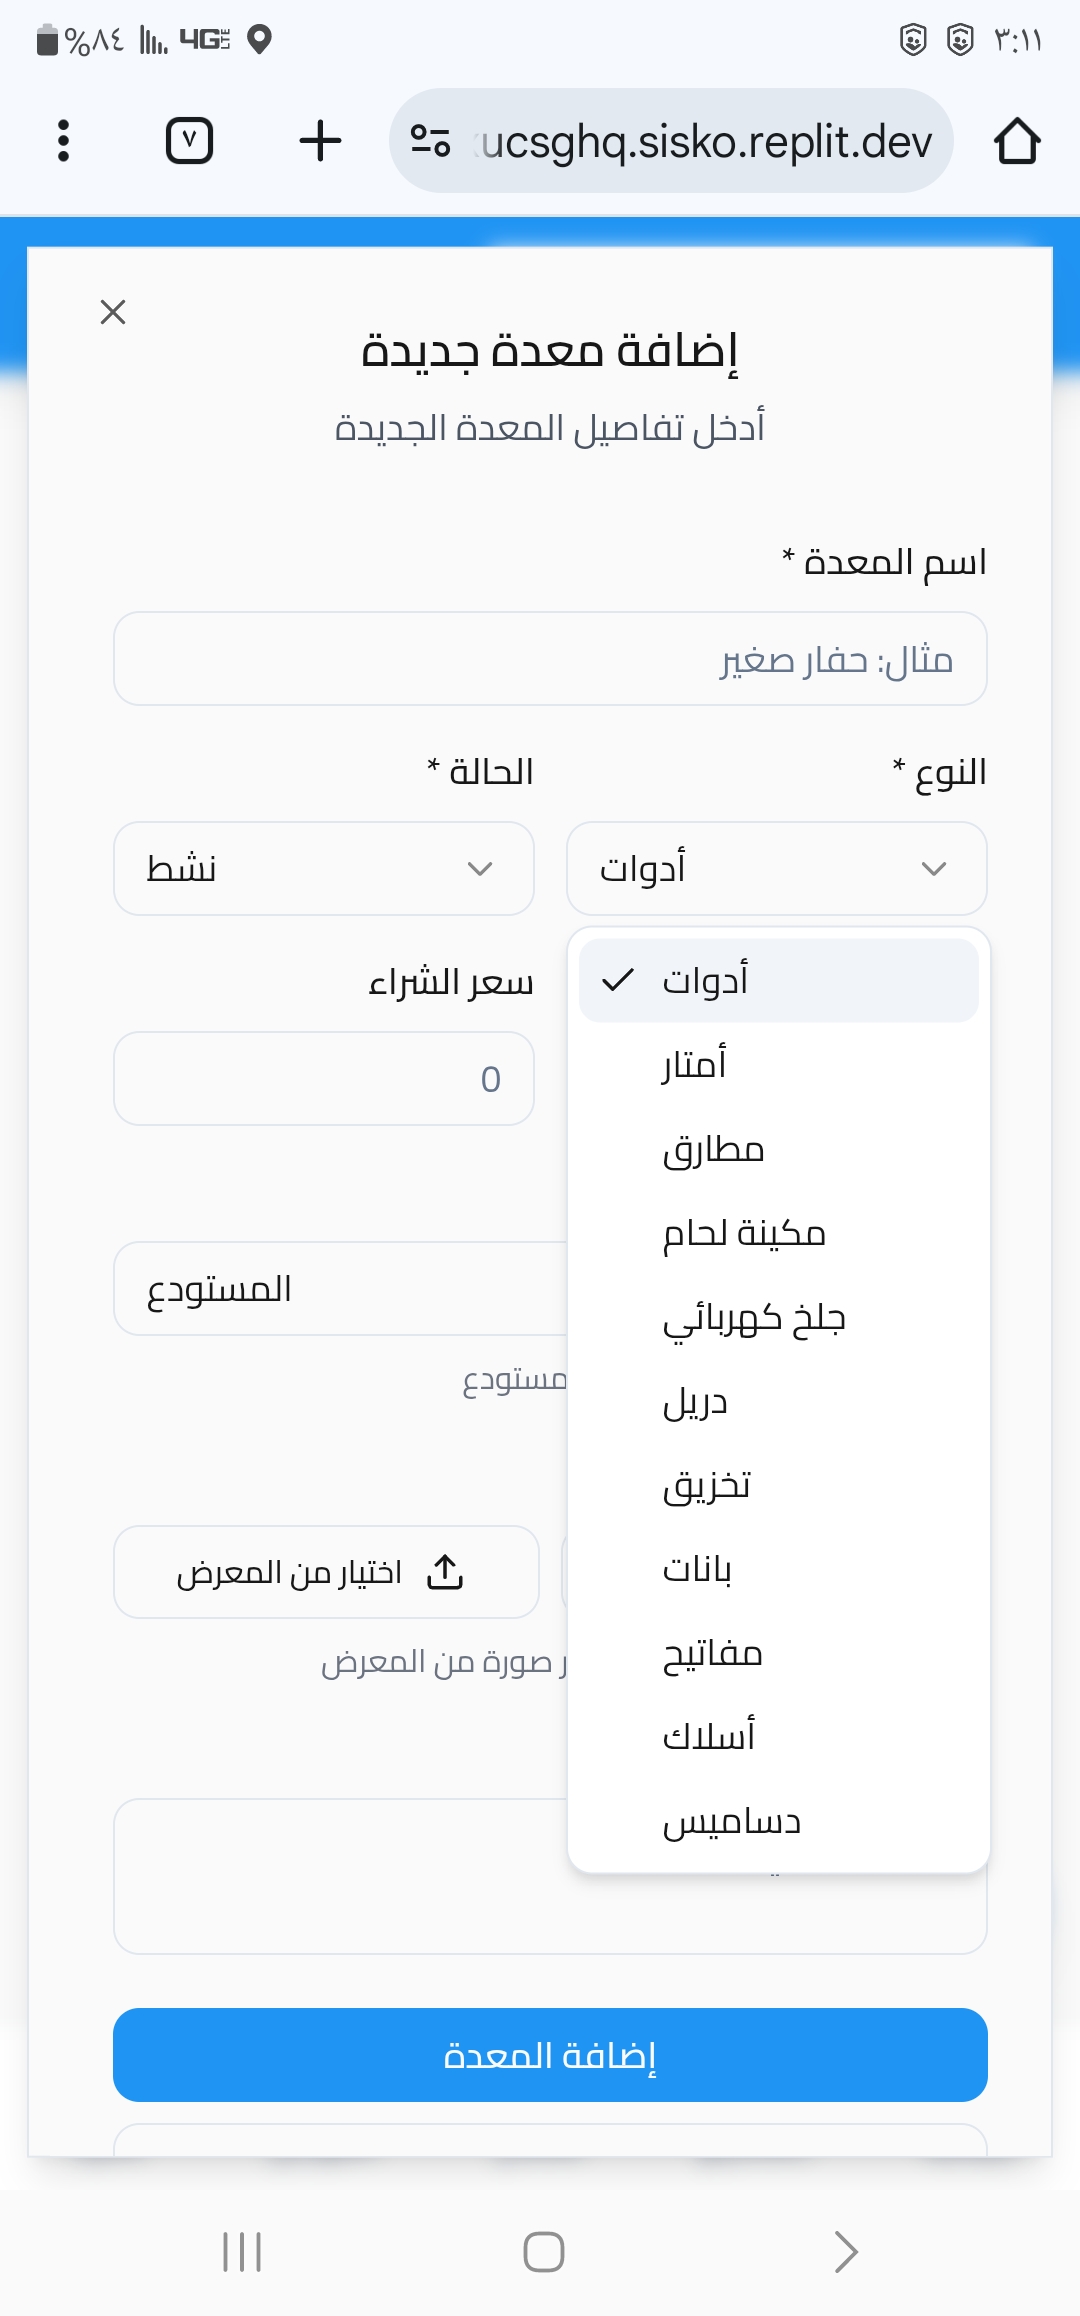 %٨٤ 4G LTE ٣:١١
٧ ucsghq.sisko.replit.dev
إضافة معدة جديدة
أدخل تفاصيل المعدة الجديدة
اسم المعدة *
مثال: حفار صغير
النوع * الحالة *
أدوات نشط
أدوات
سعر الشراء
أمتار
0
مطارق
مكينة لحام
المستودع
جلخ كهربائي
مستودع
دريل
تخزيق
بانات
اختيار من المعرض
مفاتيح
ر صورة من المعرض
أسلاك
دساميس
إضافة المعدة